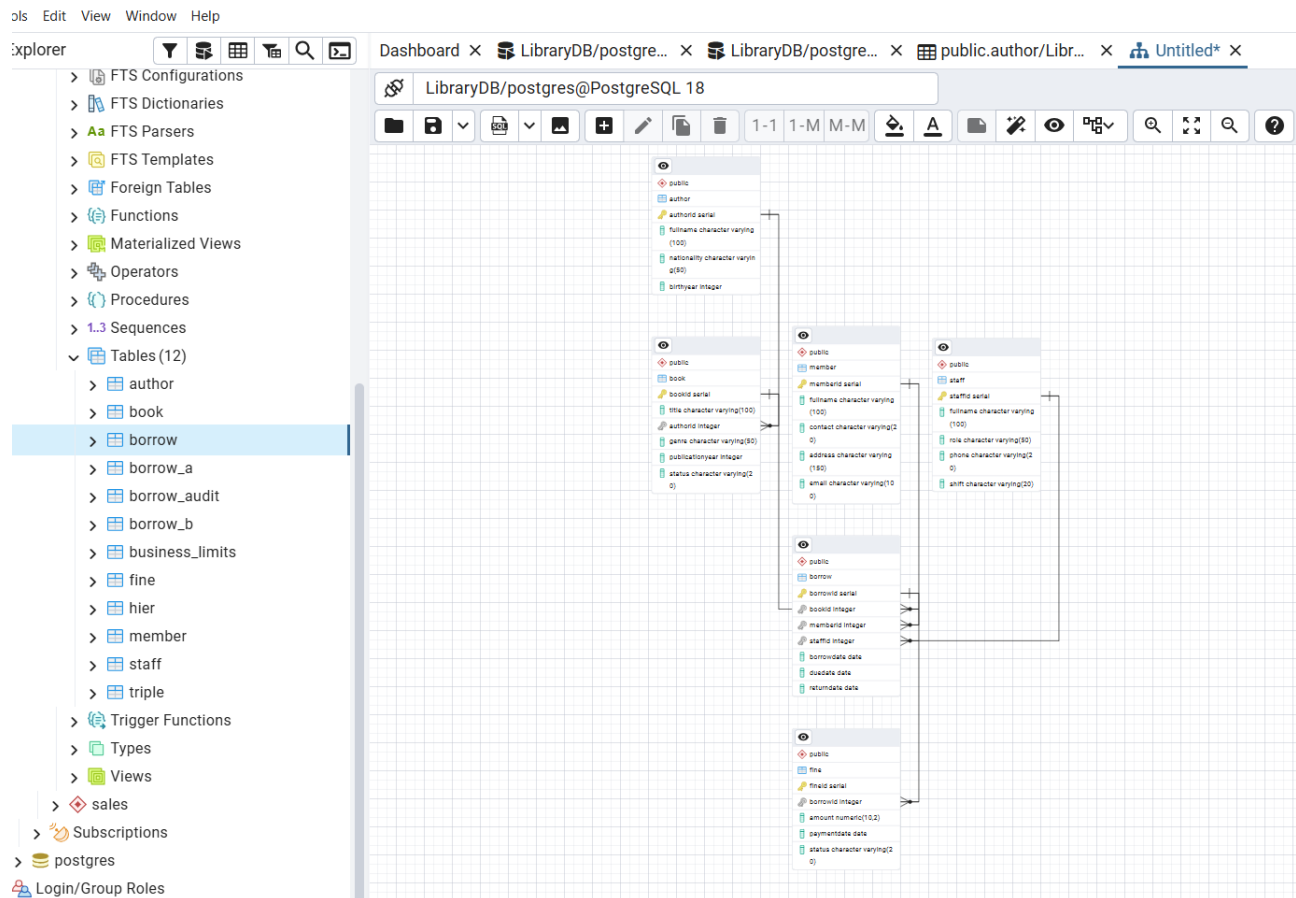 ols Edit View Window Help
Explorer
Dashboard
LibraryDB/postgre...
LibraryDB/postgre...
public.author/Libr...
Untitled*
LibraryDB/postgres@PostgreSQL 18
SQL
1-1 1-M M-M
A
FTS Configurations
FTS Dictionaries
Aa FTS Parsers
FTS Templates
Foreign Tables
Functions
Materialized Views
Operators
Procedures
1..3 Sequences
Tables (12)
author
book
borrow
borrow_a
borrow_audit
borrow_b
business_limits
fine
hier
member
staff
triple
Trigger Functions
Types
Views
sales
Subscriptions
postgres
Login/Group Roles
public
author
authorid serial
fullname character varying
(100)
nationality character varyin
g(50)
birthyear integer
public
book
bookid serial
title character varying(100)
authorid integer
genre character varying(50)
publicationyear integer
status character varying(2
0)
public
member
memberid serial
fullname character varying
(100)
contact character varying(2
0)
address character varying
(150)
email character varying(10
0)
public
staff
staffid serial
fullname character varying
(100)
role character varying(50)
phone character varying(2
0)
shift character varying(20)
public
borrow
borrowid serial
bookid integer
memberid integer
staffid integer
borrowdate date
duedate date
returndate date
public
fine
fineid serial
borrowid integer
amount numeric(10,2)
paymentdate date
status character varying(2
0)